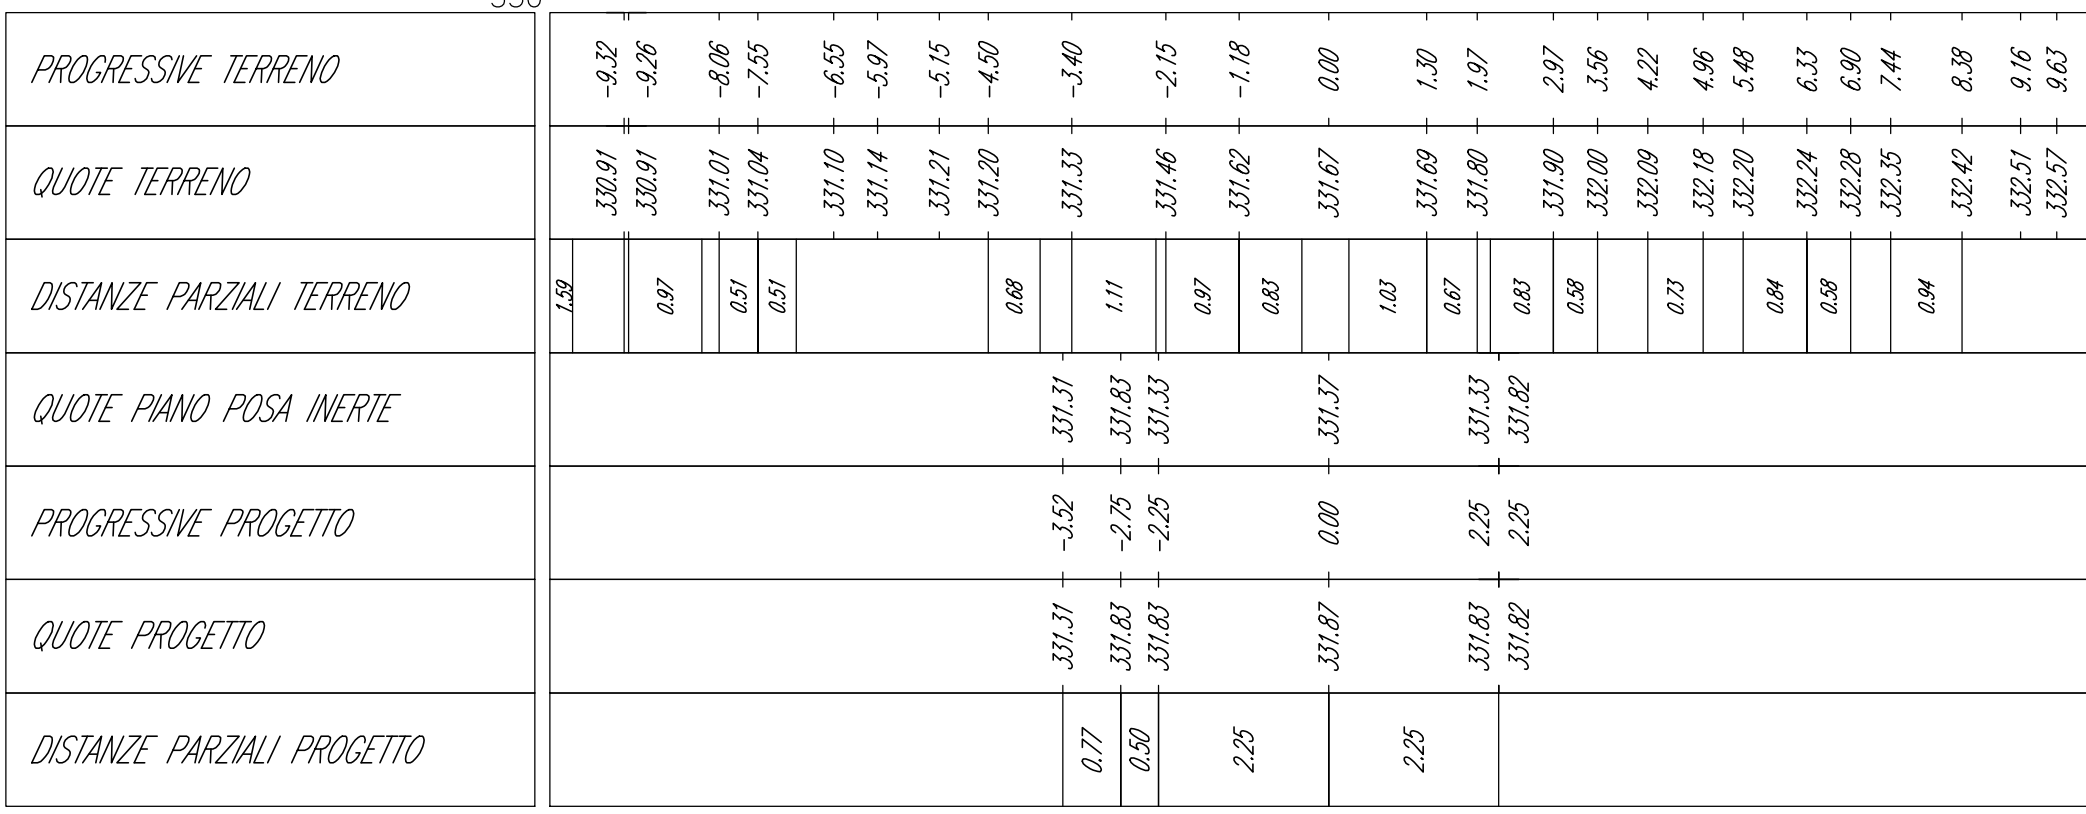 PROGRESSIVE TERRENO -9.32 -9.26 -8.06 -7.55 -6.55 -5.97 -5.15 -4.50 -3.40 -2.15 -1.18 0.00 1.30 1.97 2.97 3.56 4.22 4.96 5.48 6.33 6.90 7.44 8.38 9.16 9.63
QUOTE TERRENO 330.91 330.91 331.01 331.04 331.10 331.14 331.21 331.20 331.33 331.46 331.62 331.67 331.69 331.80 331.90 332.00 332.09 332.18 332.20 332.24 332.28 332.35 332.42 332.51 332.57
DISTANZE PARZIALI TERRENO 1.59 0.97 0.51 0.51 0.68 1.11 0.97 0.83 1.03 0.67 0.83 0.58 0.73 0.84 0.58 0.94
QUOTE PIANO POSA INERTE 331.31 331.83 331.33 331.37 331.33 331.82
PROGRESSIVE PROGETTO -3.52 -2.75 -2.25 0.00 2.25 2.25
QUOTE PROGETTO 331.31 331.83 331.83 331.87 331.83 331.82
DISTANZE PARZIALI PROGETTO 0.77 0.50 2.25 2.25